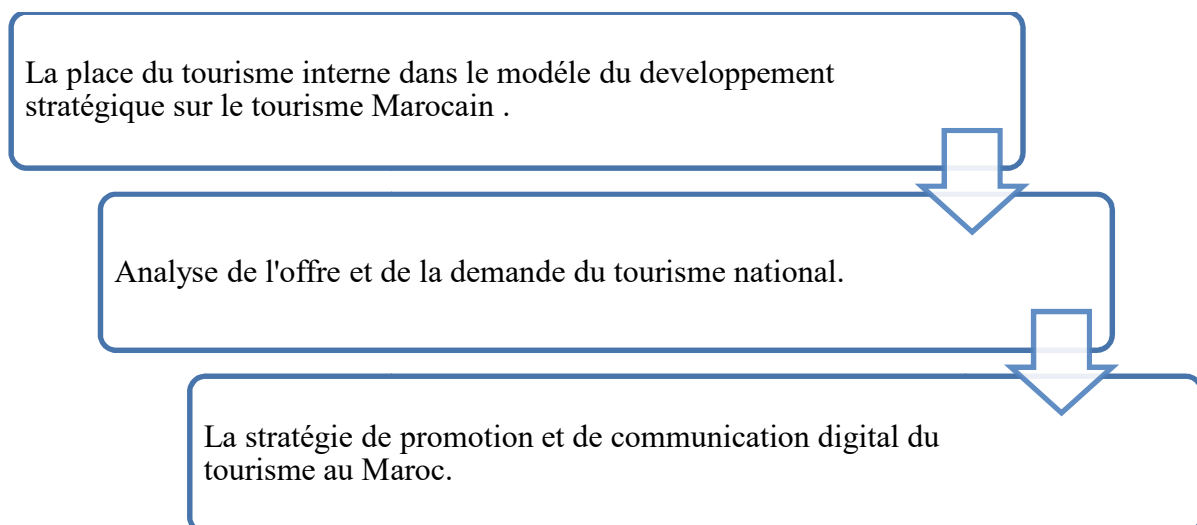 La place du tourisme interne dans le modéle du developpement
stratégique sur le tourisme Marocain .
Analyse de l'offre et de la demande du tourisme national.
La stratégie de promotion et de communication digital du
tourisme au Maroc.